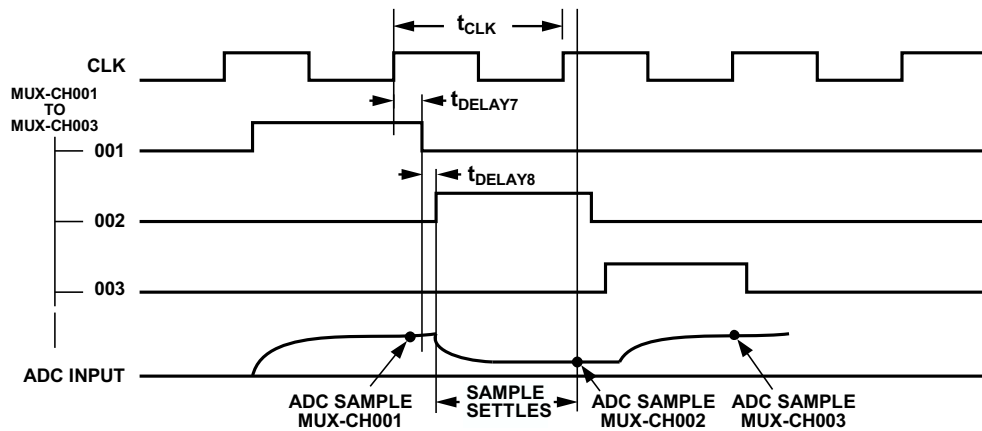 tCLK
CLK
MUX-CH001
TO
MUX-CH003
tDELAY7
001
tDELAY8
002
003
ADC INPUT
SAMPLE
SETTLES
ADC SAMPLE
MUX-CH001
ADC SAMPLE
MUX-CH002
ADC SAMPLE
MUX-CH003